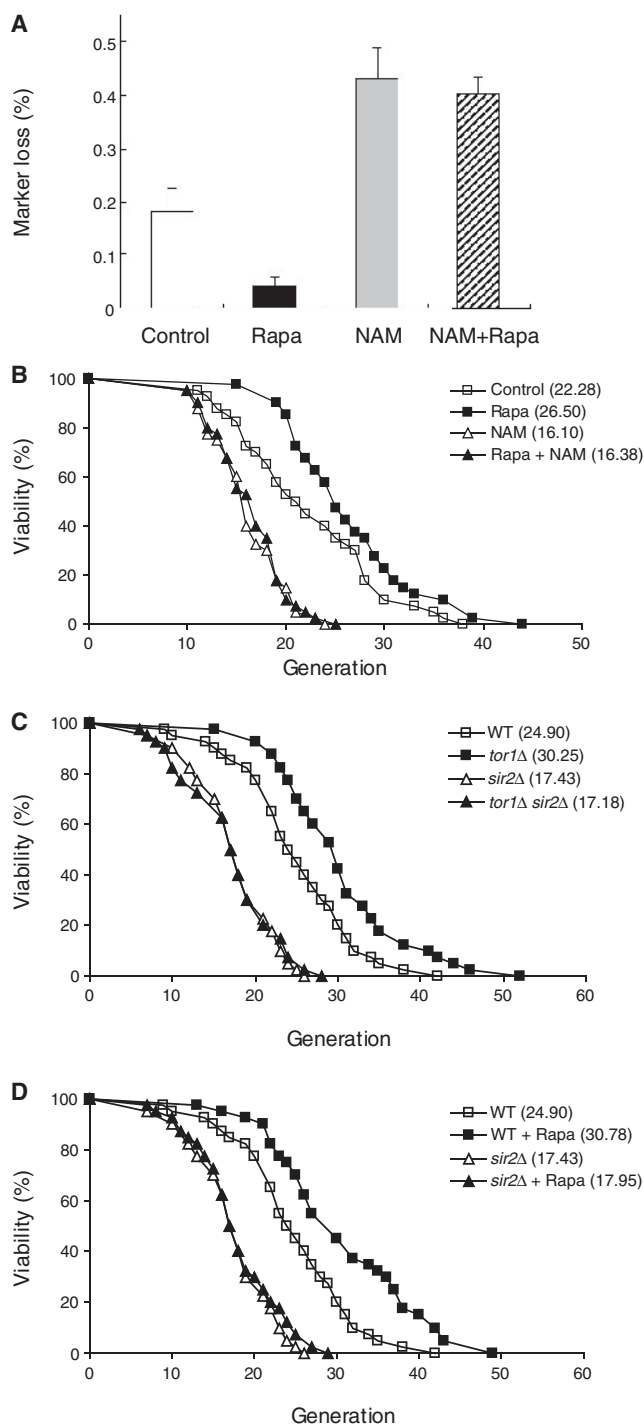 A
Marker loss (%)
0.5
0.4
0.3
0.2
0.1
0
Control Rapa NAM NAM+Rapa
B
Viability (%)
100
80
60
40
20
0
0 10 20 30 40 50
Generation
Control (22.28)
Rapa (26.50)
NAM (16.10)
Rapa + NAM (16.38)
C
Viability (%)
100
80
60
40
20
0
0 10 20 30 40 50 60
Generation
WT (24.90)
tor1Δ (30.25)
sir2Δ (17.43)
tor1Δ sir2Δ (17.18)
D
Viability (%)
100
80
60
40
20
0
0 10 20 30 40 50 60
Generation
WT (24.90)
WT + Rapa (30.78)
sir2Δ (17.43)
sir2Δ + Rapa (17.95)